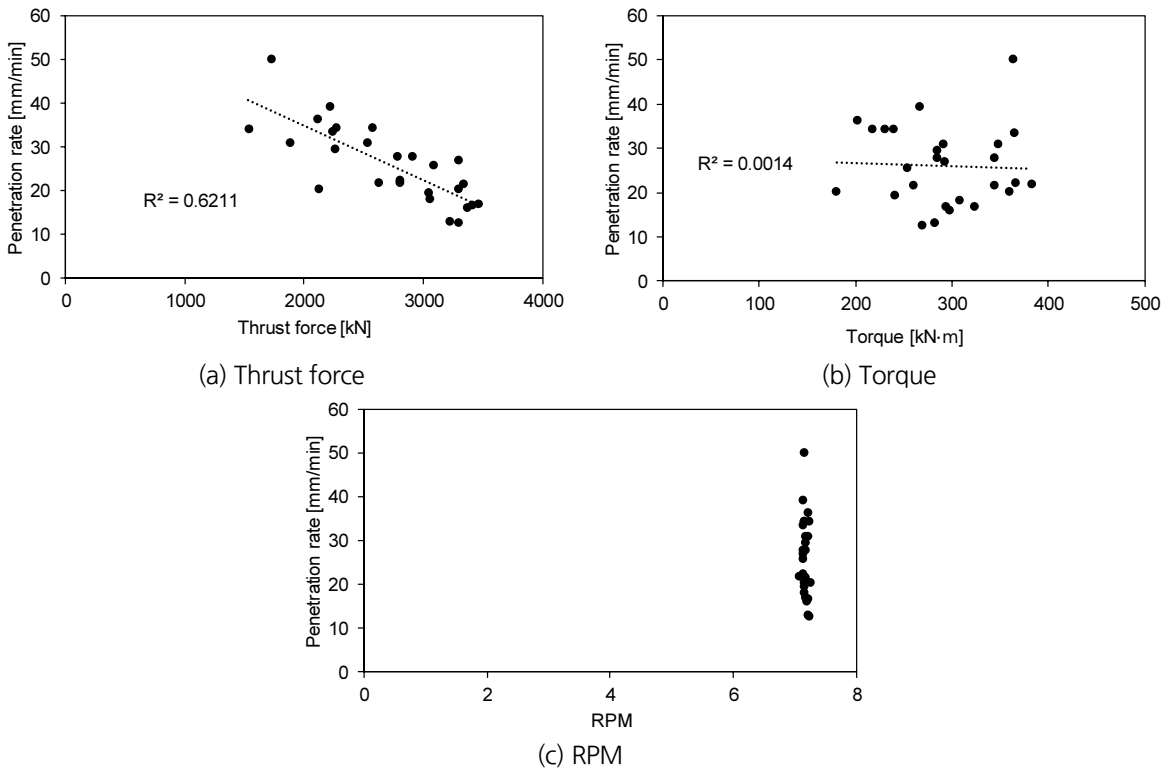 60
50
40
30
20
10
0
0 1000 2000 3000 4000
Penetration rate [mm/min]
Thrust force [kN]
R² = 0.6211
(a) Thrust force
60
50
40
30
20
10
0
0 100 200 300 400 500
Penetration rate [mm/min]
Torque [kN·m]
R² = 0.0014
(b) Torque
60
50
40
30
20
10
0
0 2 4 6 8
Penetration rate [mm/min]
RPM
(c) RPM